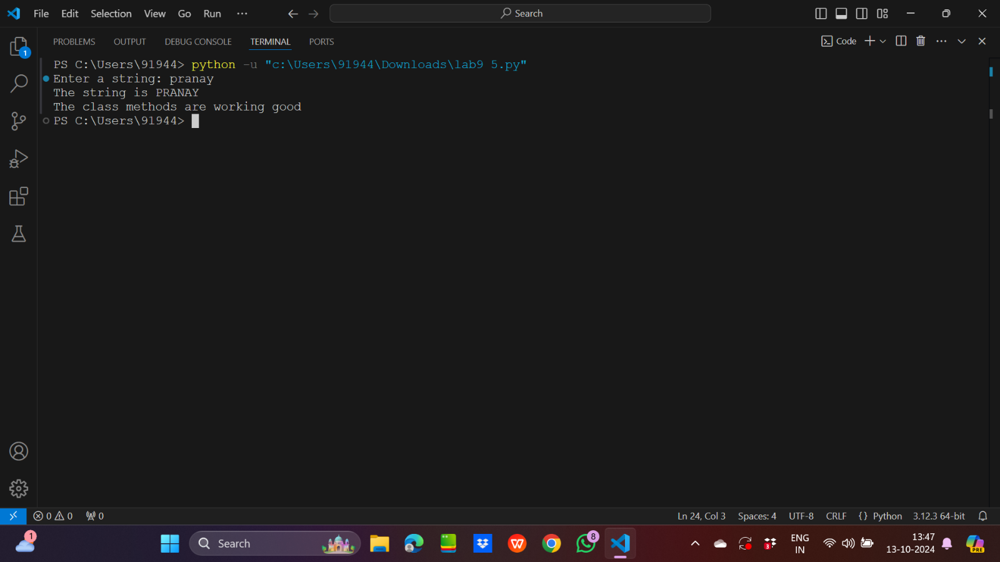 File Edit Selection View Go Run ··· Search
1
PROBLEMS OUTPUT DEBUG CONSOLE TERMINAL PORTS Code
PS C:\Users\91944> python -u "c:\Users\91944\Downloads\lab9 5.py"
Enter a string: pranay
The string is PRANAY
The class methods are working good
PS C:\Users\91944>
0 0 0 Ln 24, Col 3 Spaces: 4 UTF-8 CRLF {} Python 3.12.3 64-bit
1 Search W 8 3 ENG 13:47
IN 13-10-2024 PRE